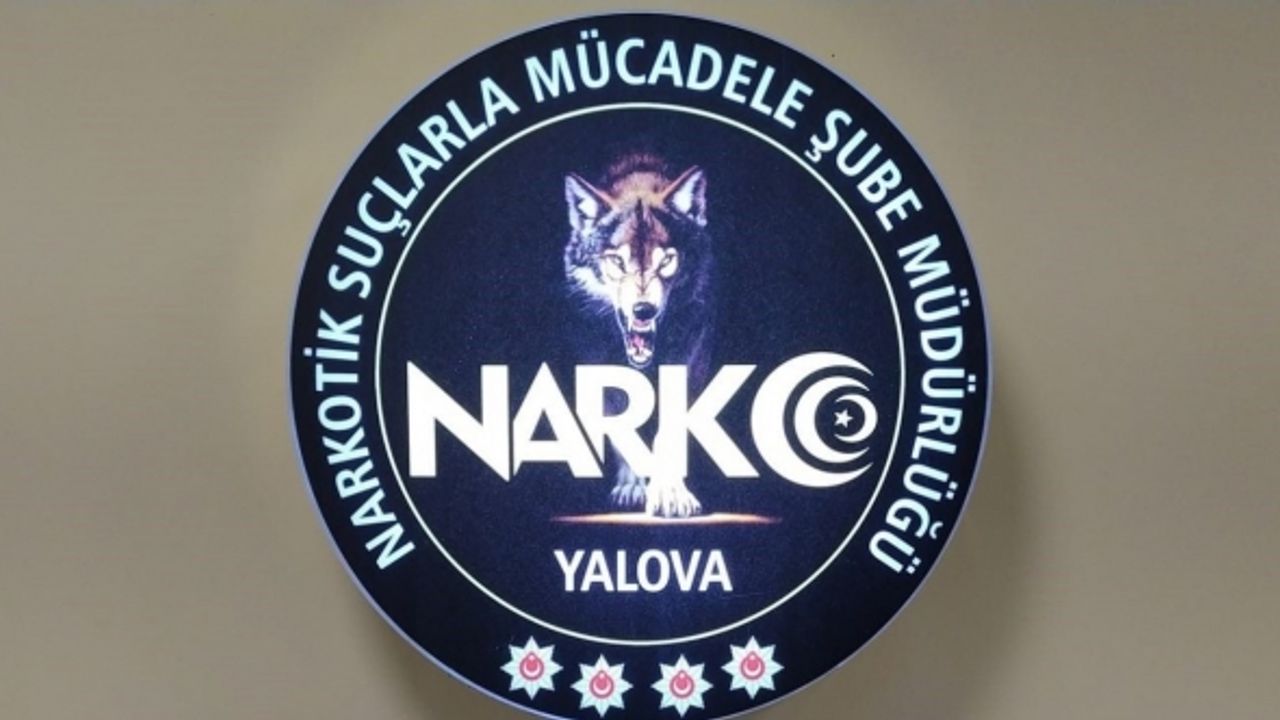 NARKOTİK SUÇLARLA MÜCADELE ŞUBE MÜDÜRLÜĞÜ
NARKO
YALOVA